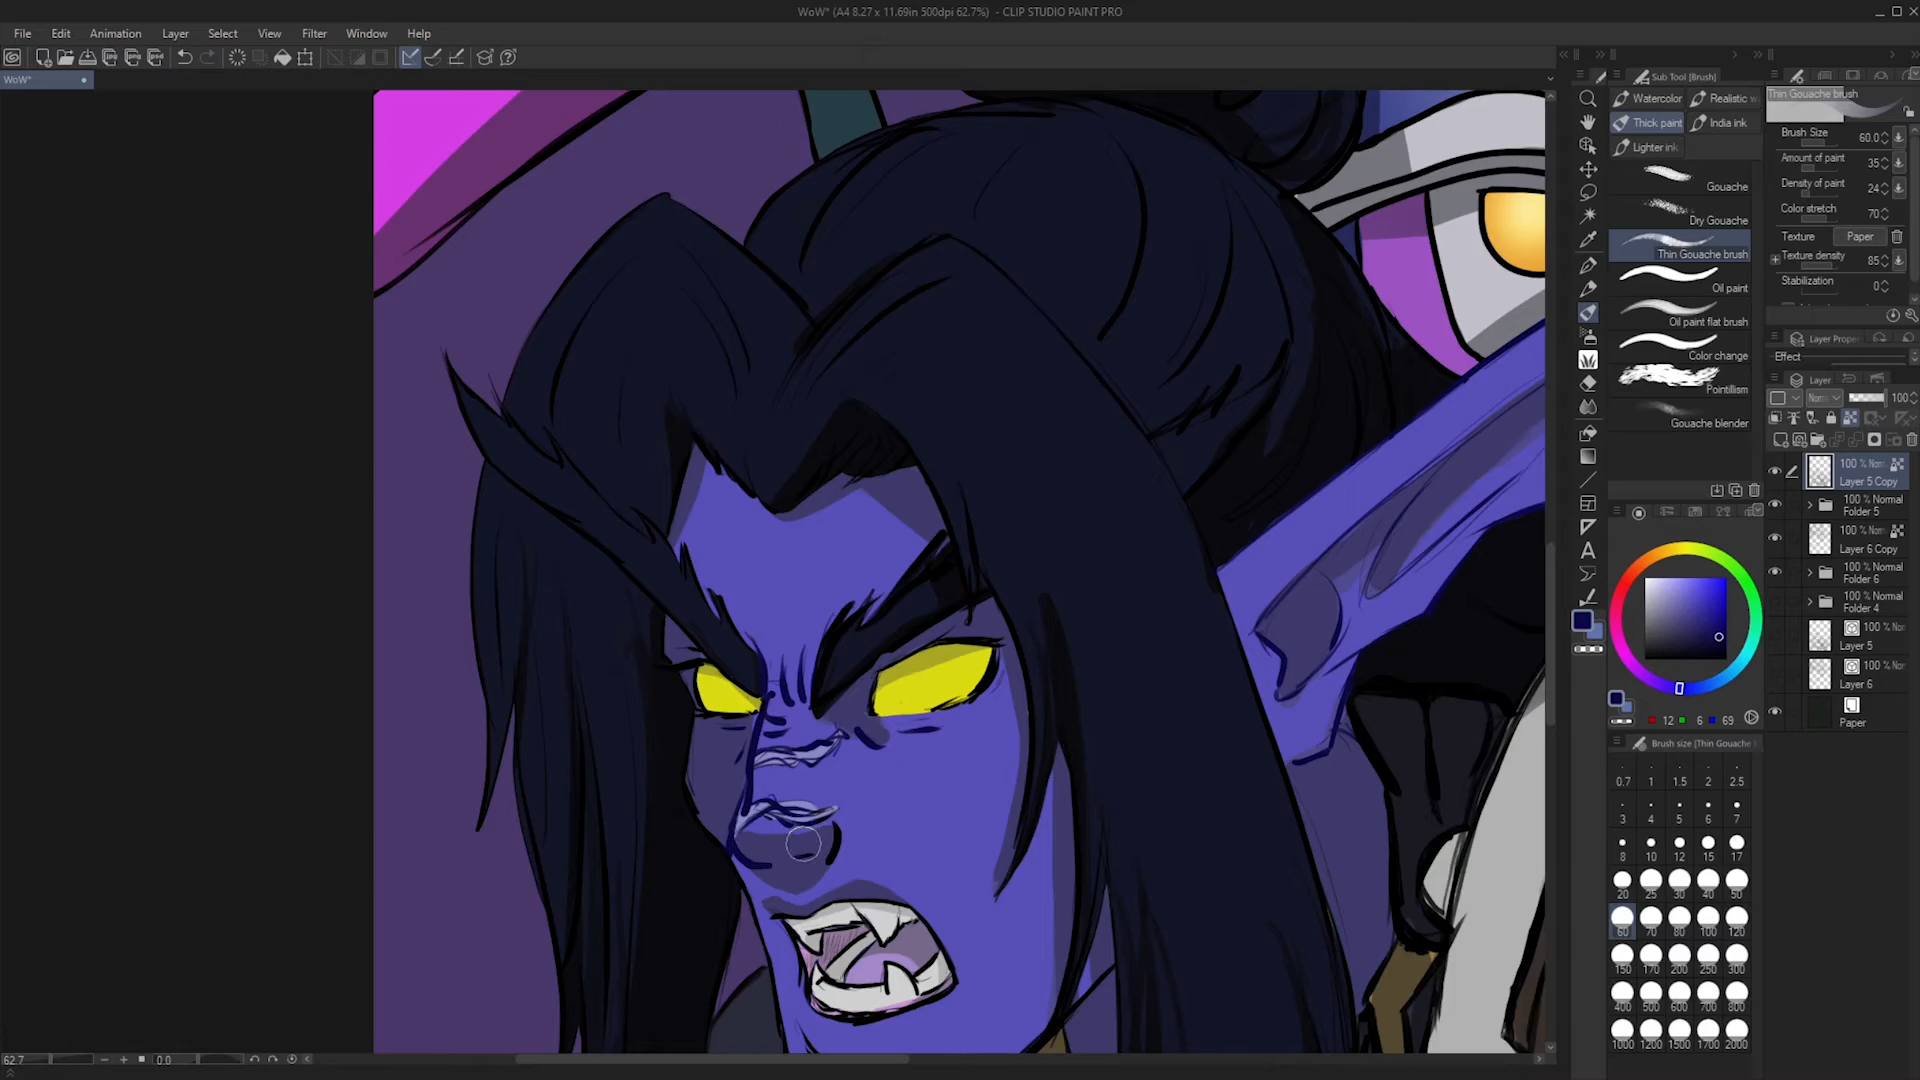 WoW* (A4 8.27 x 11.69in 500dpi 62.7%) - CLIP STUDIO PAINT PRO
File Edit Animation Layer Select View Filter Window Help
WoW*
Sub Tool [Brush]
Watercolor Realistic w
Thick paint India ink
Lighter ink
Gouache
Dry Gouache
Thin Gouache brush
Oil paint
Oil paint flat brush
Color change
Pointillism
Gouache blender
Thin Gouache brush
Brush Size 60.0
Amount of paint 35
Density of paint 24
Color stretch 70
Texture Paper
Texture density 85
Stabilization 0
Layer Proper
Effect
Layer
Norm 100
100 % Norm
Layer 5 Copy
100 % Normal
Folder 5
100 % Norm
Layer 6 Copy
100 % Normal
Folder 6
100 % Normal
Folder 4
100 % Nor
Layer 5
100 % Nor
Layer 6
Paper
12 6 69
Brush size [Thin Gouache
0.7 1 1.5 2 2.5
3 4 5 6 7
8 10 12 15 17
20 25 30 40 50
60 70 80 100 120
150 170 200 250 300
400 500 600 700 800
1000 1200 1500 1700 2000
62.7 0.0